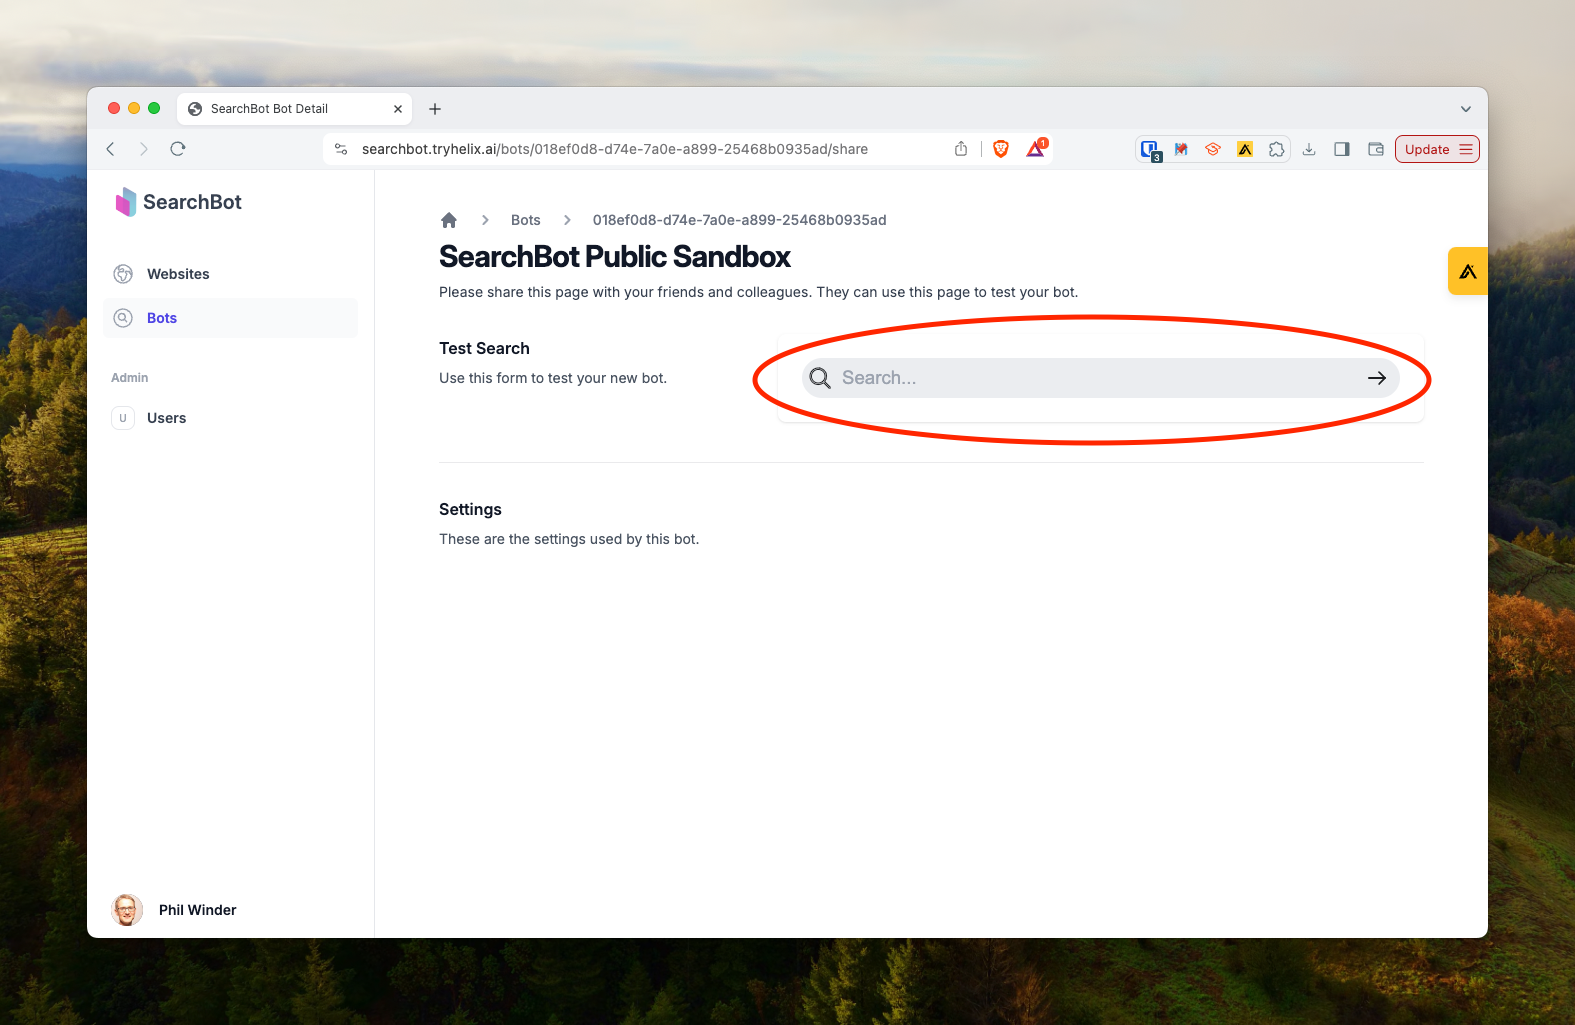 SearchBot Bot Detail
searchbot.tryhelix.ai/bots/018ef0d8-d74e-7a0e-a899-25468b0935ad/share
1
3
Update
SearchBot
Websites
Bots
Admin
U
Users
Phil Winder
Bots
018ef0d8-d74e-7a0e-a899-25468b0935ad
SearchBot Public Sandbox
Please share this page with your friends and colleagues. They can use this page to test your bot.
Test Search
Use this form to test your new bot.
Search...
Settings
These are the settings used by this bot.